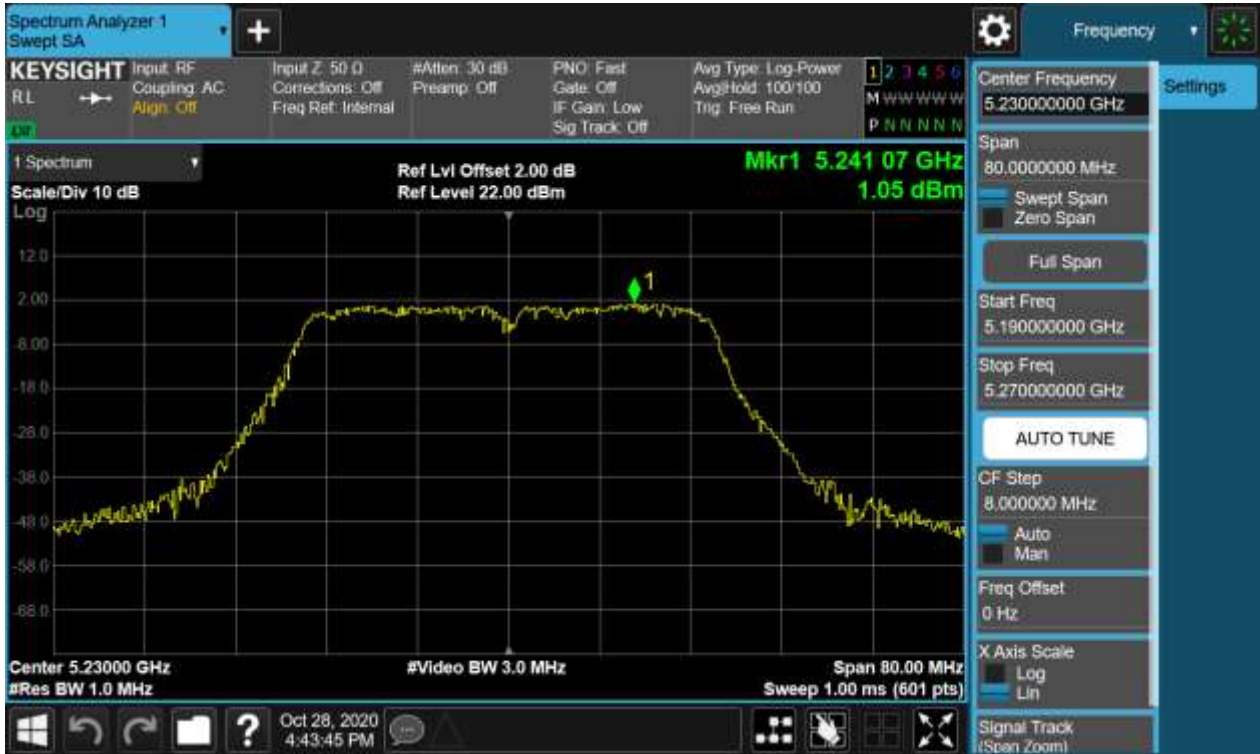 Spectrum Analyzer 1
Swept SA
+
Frequency
KEYSIGHT
RL
Input: RF
Coupling: AC
Align: Off
Input Z: 50 Ω
Corrections: Off
Freq Ref: Internal
#Atten: 30 dB
Preamp: Off
PNO: Fast
Gate: Off
IF Gain: Low
Sig Track: Off
Avg Type: Log-Power
Avg|Hold: 100/100
Trig: Free Run
1 2 3 4 5 6
M W W W W W
P N N N N N
1 Spectrum
Scale/Div 10 dB
Ref Lvl Offset 2.00 dB
Ref Level 22.00 dBm
Mkr1 5.241 07 GHz
1.05 dBm
Log
12.0
2.00
-8.00
-18.0
-28.0
-38.0
-48.0
-58.0
-68.0
1
Center 5.23000 GHz
#Video BW 3.0 MHz
Span 80.00 MHz
#Res BW 1.0 MHz
Sweep 1.00 ms (601 pts)
Center Frequency
5.230000000 GHz
Settings
Span
80.0000000 MHz
Swept Span
Zero Span
Full Span
Start Freq
5.190000000 GHz
Stop Freq
5.270000000 GHz
AUTO TUNE
CF Step
8.000000 MHz
Auto
Man
Freq Offset
0 Hz
X Axis Scale
Log
Lin
Signal Track
(Span Zoom)
?
Oct 28, 2020
4:43:45 PM